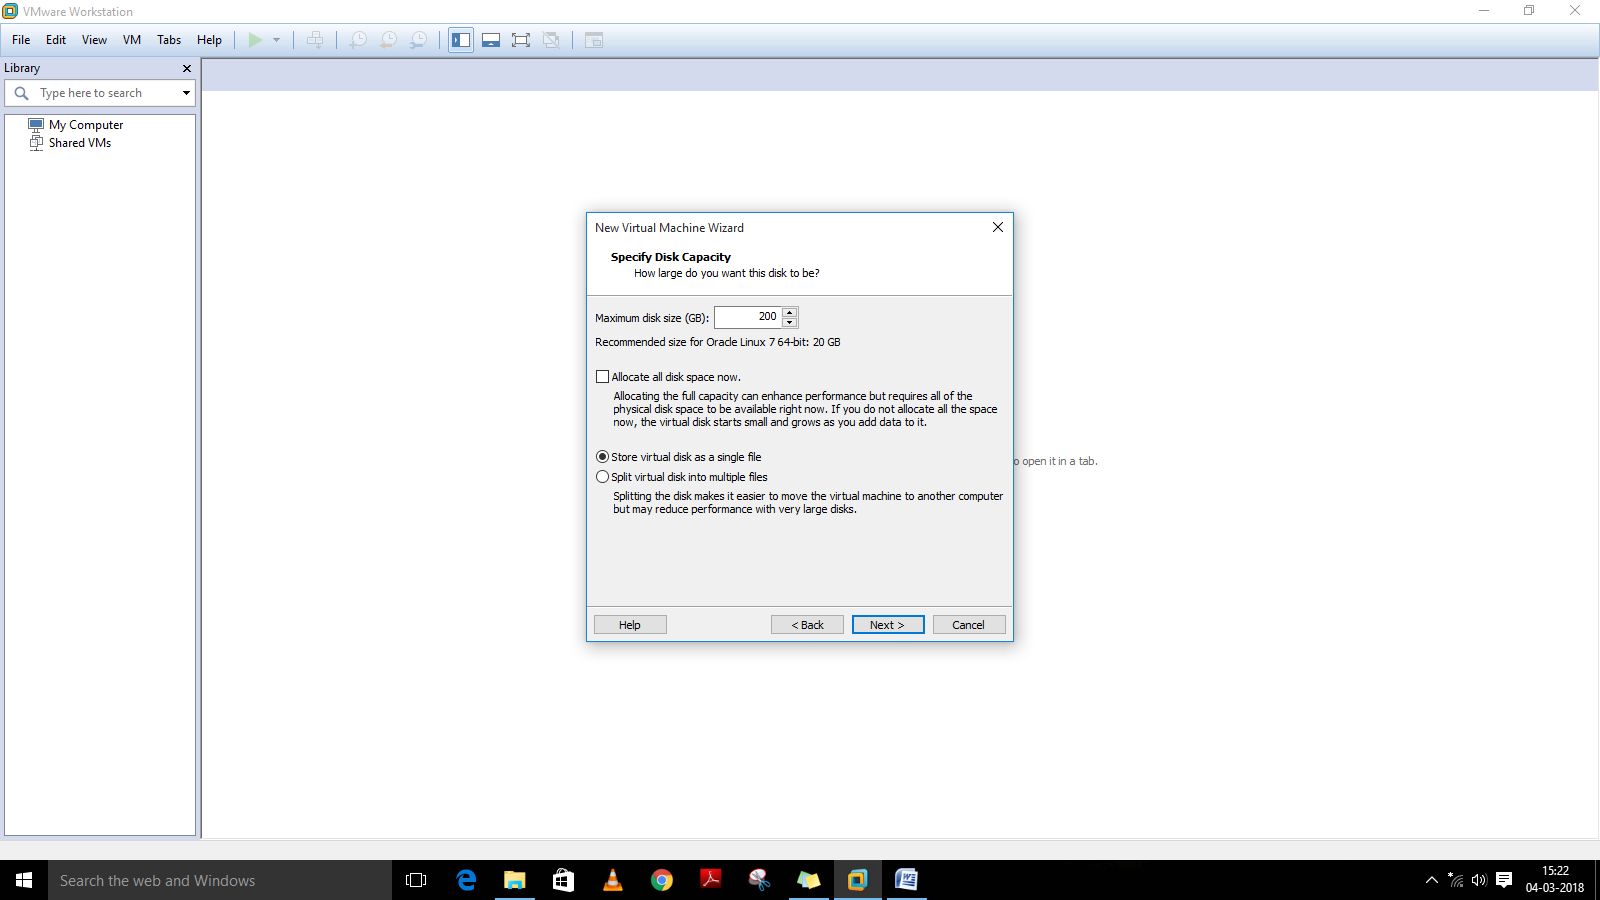 VMware Workstation
File Edit View VM Tabs Help
Library
Type here to search
My Computer
Shared VMs
New Virtual Machine Wizard
Specify Disk Capacity
How large do you want this disk to be?
Maximum disk size (GB): 200
Recommended size for Oracle Linux 7 64-bit: 20 GB
Allocate all disk space now.
Allocating the full capacity can enhance performance but requires all of the
physical disk space to be available right now. If you do not allocate all the space
now, the virtual disk starts small and grows as you add data to it.
Store virtual disk as a single file
o open it in a tab.
Split virtual disk into multiple files
Splitting the disk makes it easier to move the virtual machine to another computer
but may reduce performance with very large disks.
Help < Back Next > Cancel
Search the web and Windows
15:22
04-03-2018